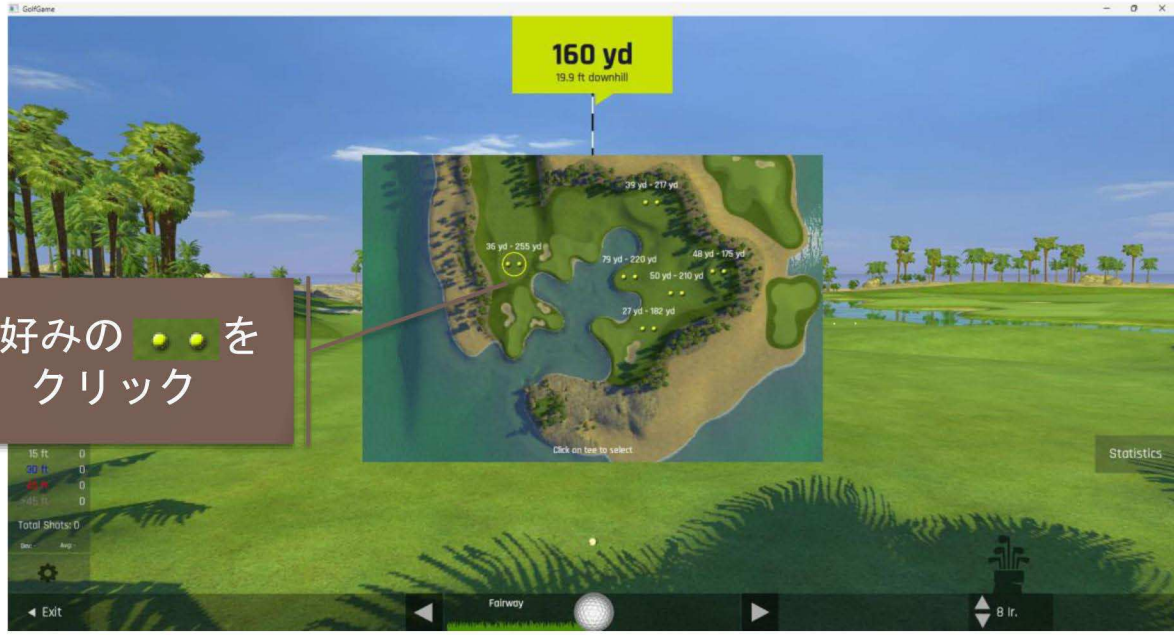 GolfGame
160 yd
19.9 ft downhill
39 yd - 217 yd
36 yd - 255 yd
79 yd - 220 yd
48 yd - 175 yd
50 yd - 210 yd
27 yd - 182 yd
Click on tee to select
好みの を
クリック
15 ft 0
30 ft 0
0
0
Total Shots: 0
Avg: -
Statistics
Exit
Fairway
8 Ir.